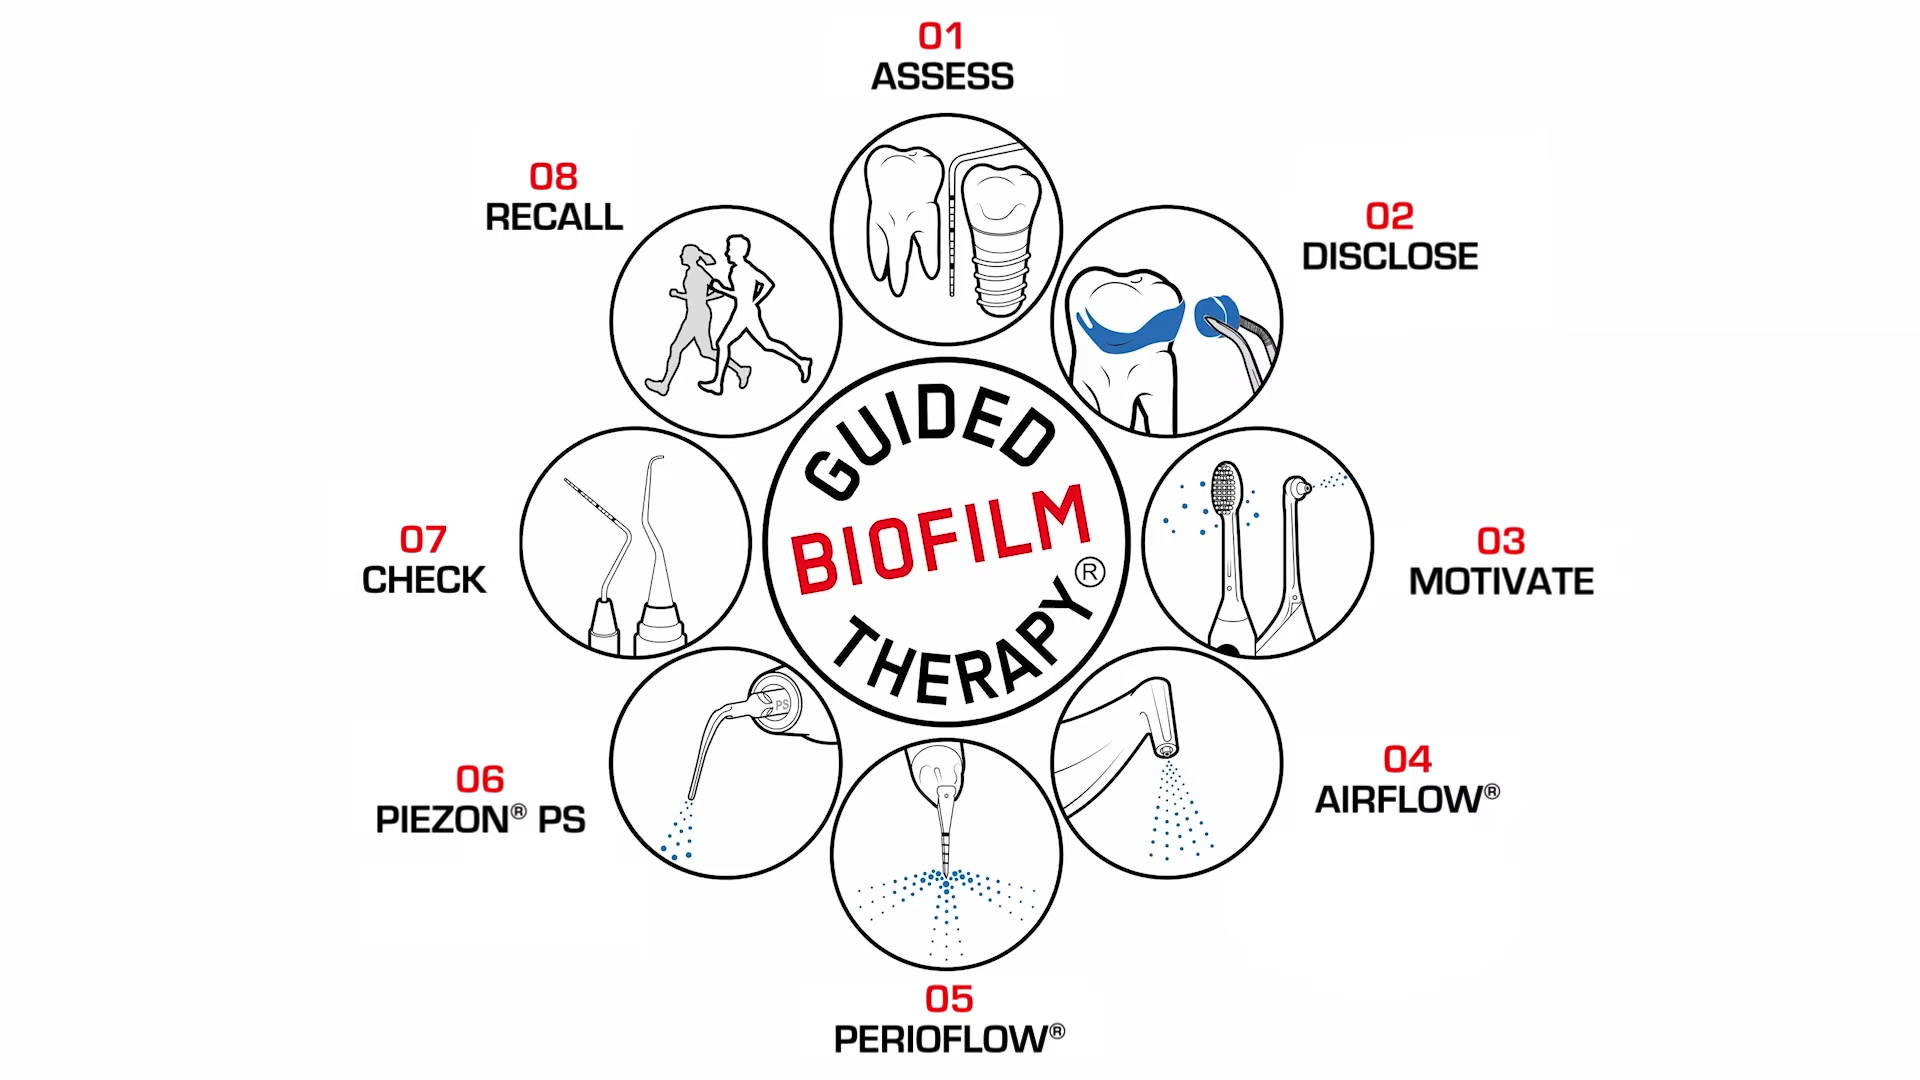 01
ASSESS
02
DISCLOSE
03
MOTIVATE
04
AIRFLOW®
05
PERIOFLOW®
06
PIEZON® PS
07
CHECK
08
RECALL
GUIDED
BIOFILM
THERAPY®
PS